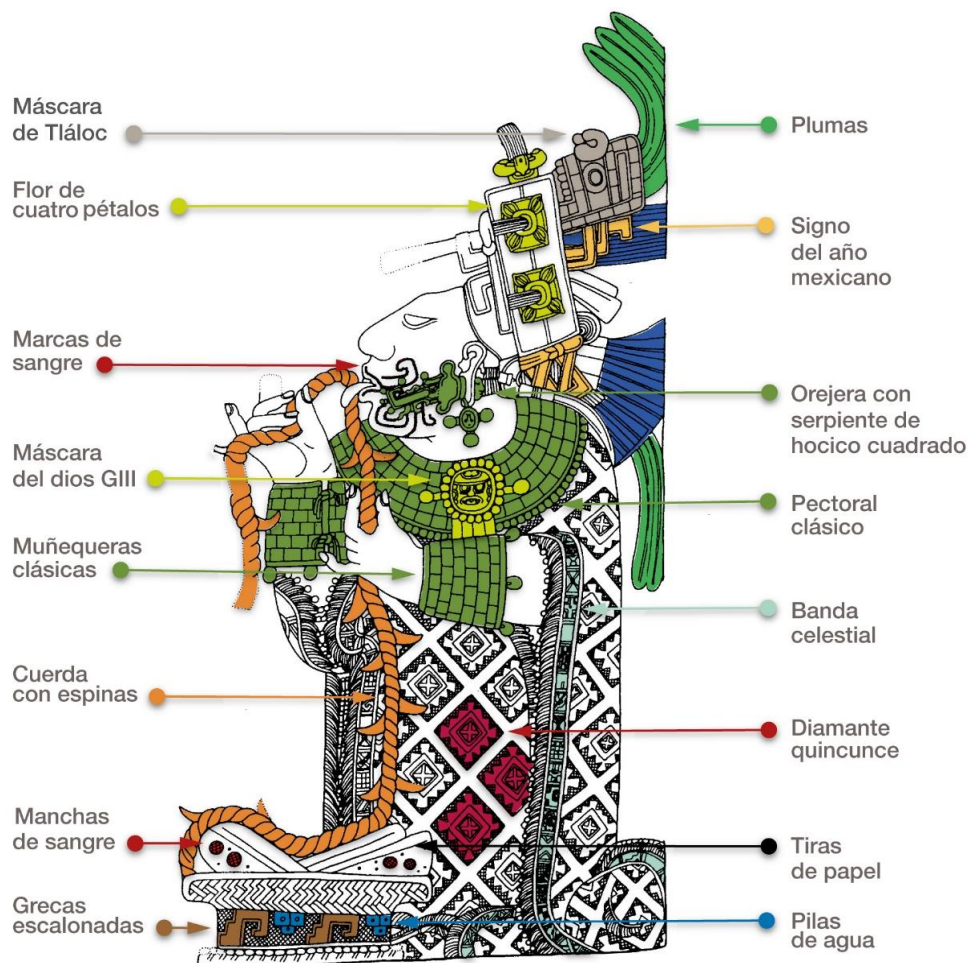 Máscara
de Tláloc
Flor de
cuatro pétalos
Marcas de
sangre
Máscara
del dios GIII
Muñequeras
clásicas
Cuerda
con espinas
Manchas
de sangre
Grecas
escalonadas
Plumas
Signo
del año
mexicano
Orejera con
serpiente de
hocico cuadrado
Pectoral
clásico
Banda
celestial
Diamante
quincunce
Tiras
de papel
Pilas
de agua